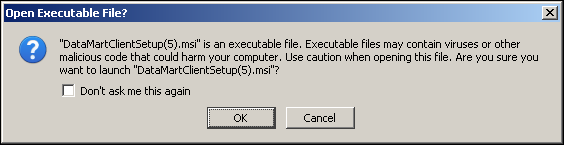 Open Executable File?
"DataMartClientSetup(5).msi" is an executable file. Executable files may contain viruses or other
malicious code that could harm your computer. Use caution when opening this file. Are you sure you
want to launch "DataMartClientSetup(5).msi"?
Don't ask me this again
OK Cancel